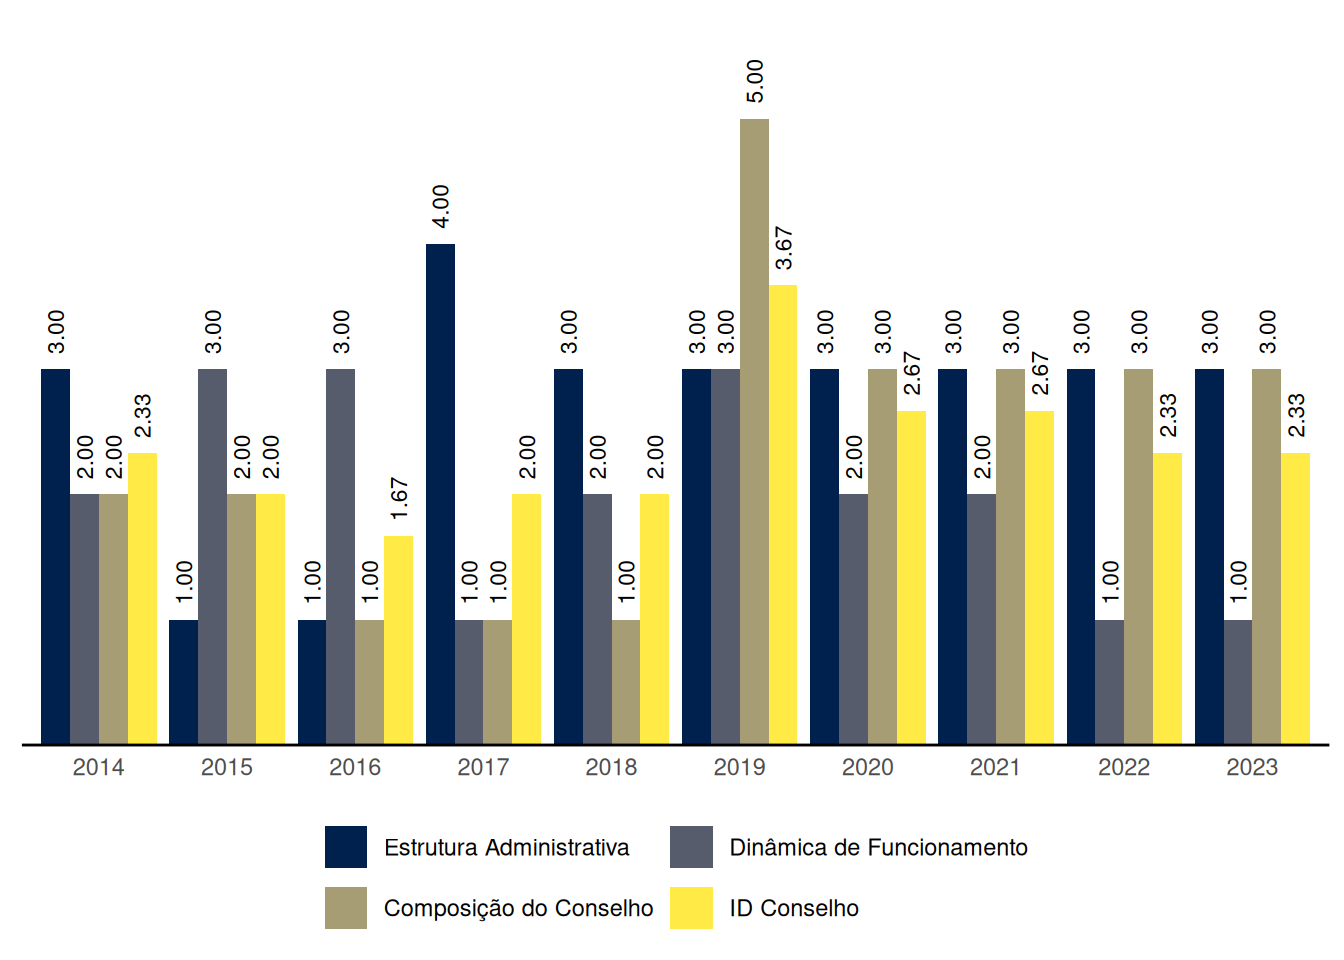 3.00 2.00 2.00 2.33 1.00 3.00 2.00 2.00 1.00 3.00 1.00 1.67 4.00 1.00 1.00 2.00 3.00 2.00 1.00 2.00 3.00 3.00 5.00 3.67 3.00 2.00 3.00 2.67 3.00 2.00 3.00 2.67 3.00 1.00 3.00 2.33 3.00 1.00 3.00 2.33
2014 2015 2016 2017 2018 2019 2020 2021 2022 2023
Estrutura Administrativa Dinâmica de Funcionamento
Composição do Conselho ID Conselho